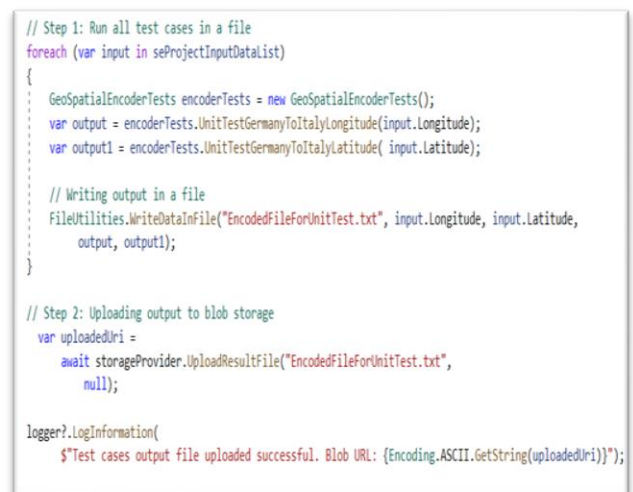 // Step 1: Run all test cases in a file
foreach (var input in seProjectInputDataList)
{
GeoSpatialEncoderTests encoderTests = new GeoSpatialEncoderTests();
var output = encoderTests.UnitTestGermanyToItalyLongitude(input.Longitude);
var output1 = encoderTests.UnitTestGermanyToItalyLatitude( input.Latitude);
// Writing output in a file
FileUtilities.WriteDataInFile("EncodedFileForUnitTest.txt", input.Longitude, input.Latitude,
output, output1);
}
// Step 2: Uploading output to blob storage
var uploadedUri =
await storageProvider.UploadResultFile("EncodedFileForUnitTest.txt",
null);
logger?.LogInformation(
$"Test cases output file uploaded successful. Blob URL: {Encoding.ASCII.GetString(uploadedUri)}");